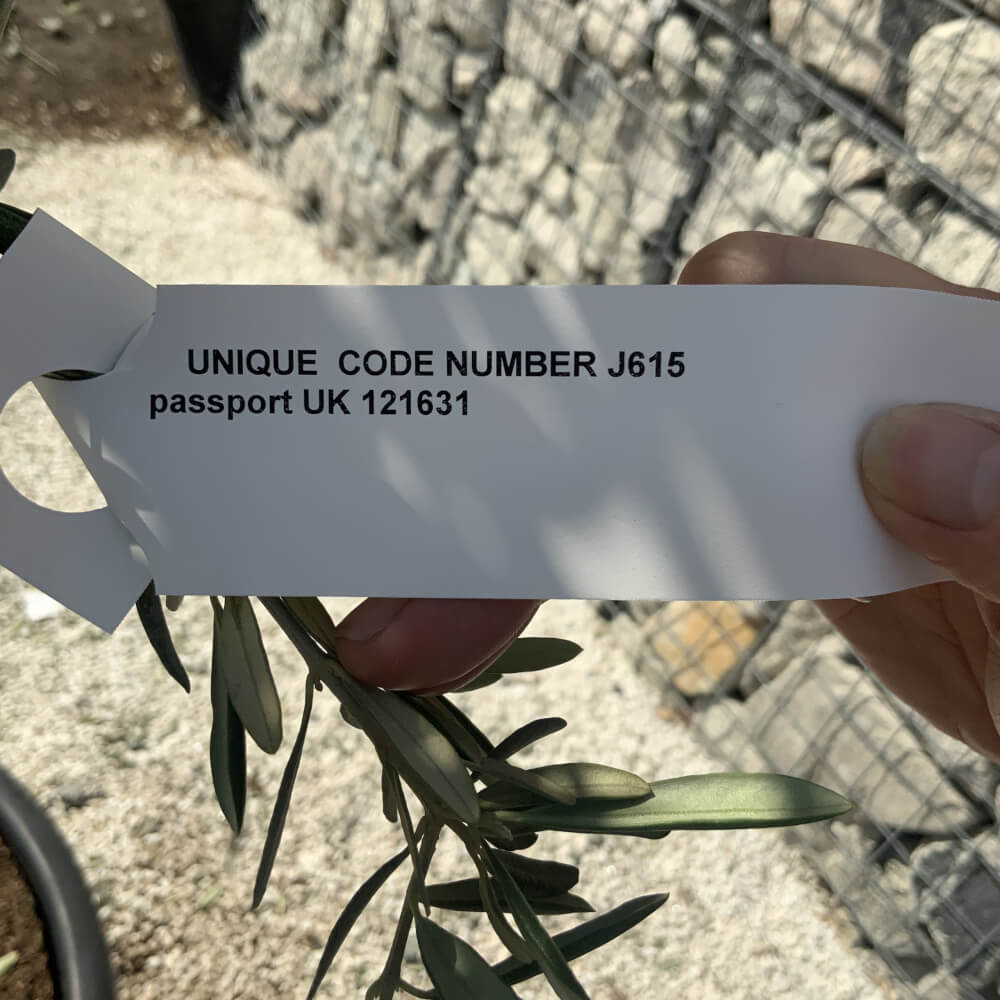 UNIQUE  CODE NUMBER J615
passport UK 121631